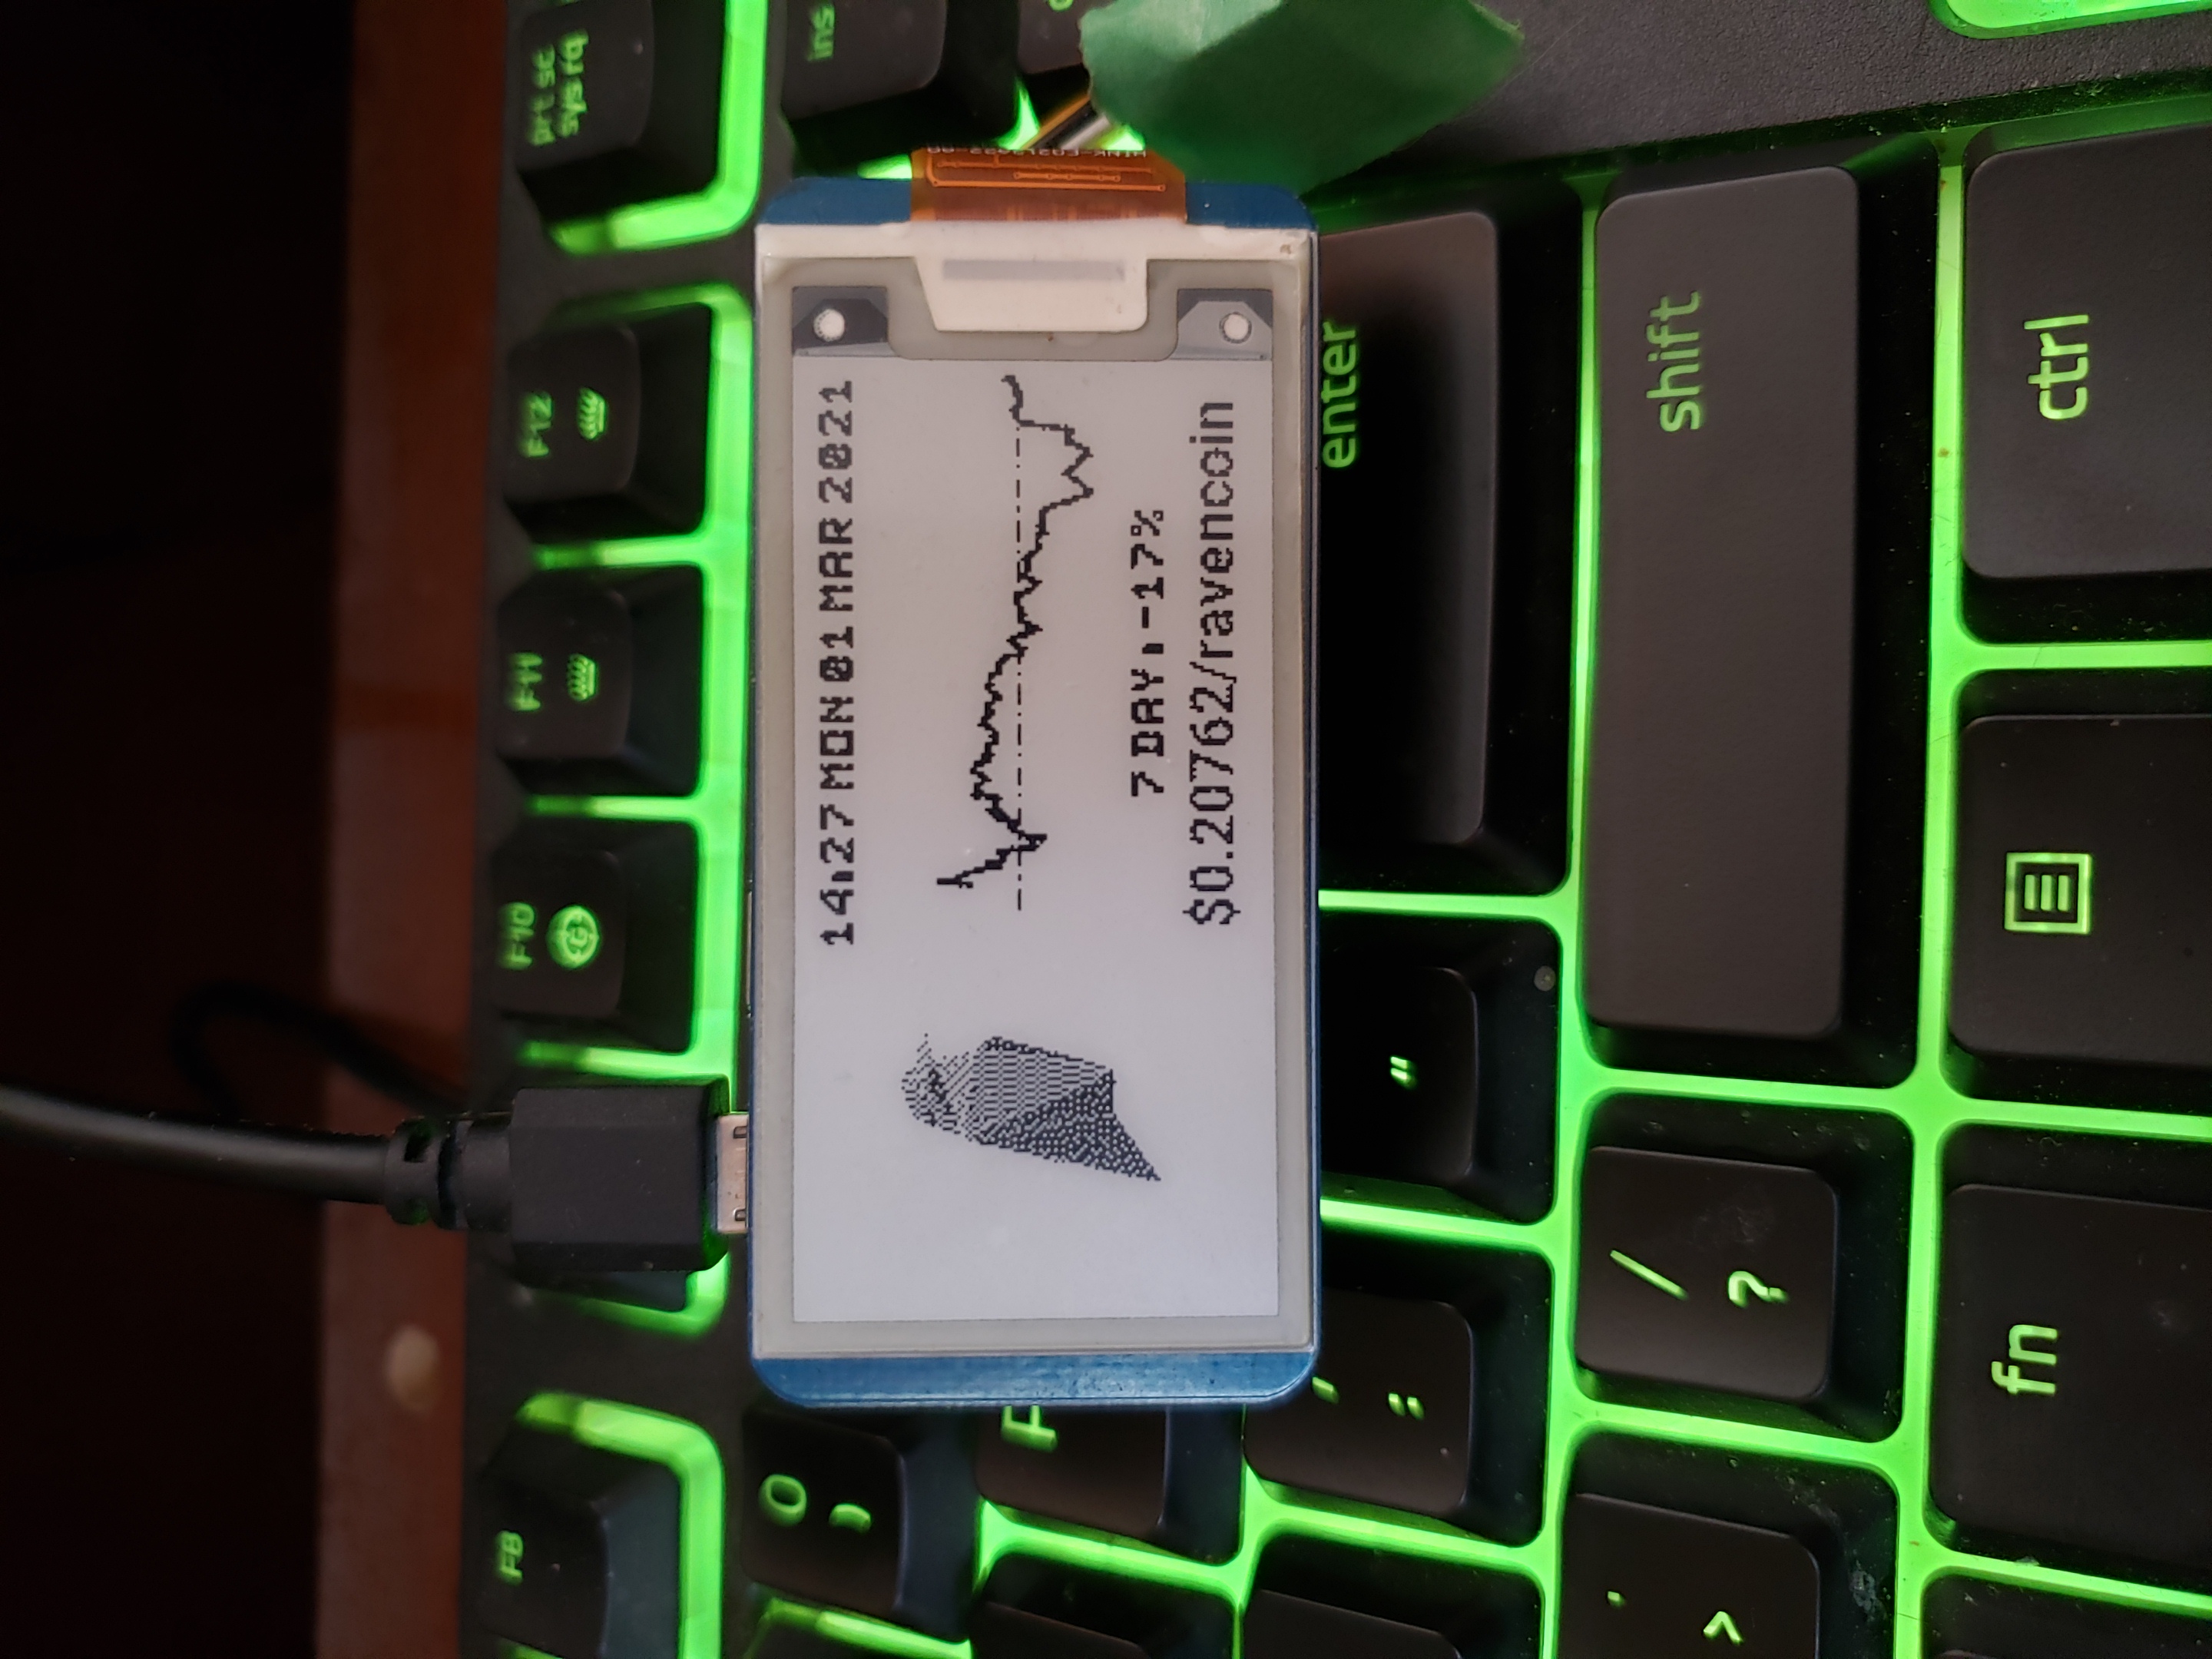 F8
F10
F11
F12
prt sc
sys rq
0
)
ins
14:27 MON 01 MAR 2021
P
7 DAY:-17%
$0.20762/ravencoin
enter
;
:
"
.
>
/
?
shift
fn
ctrl